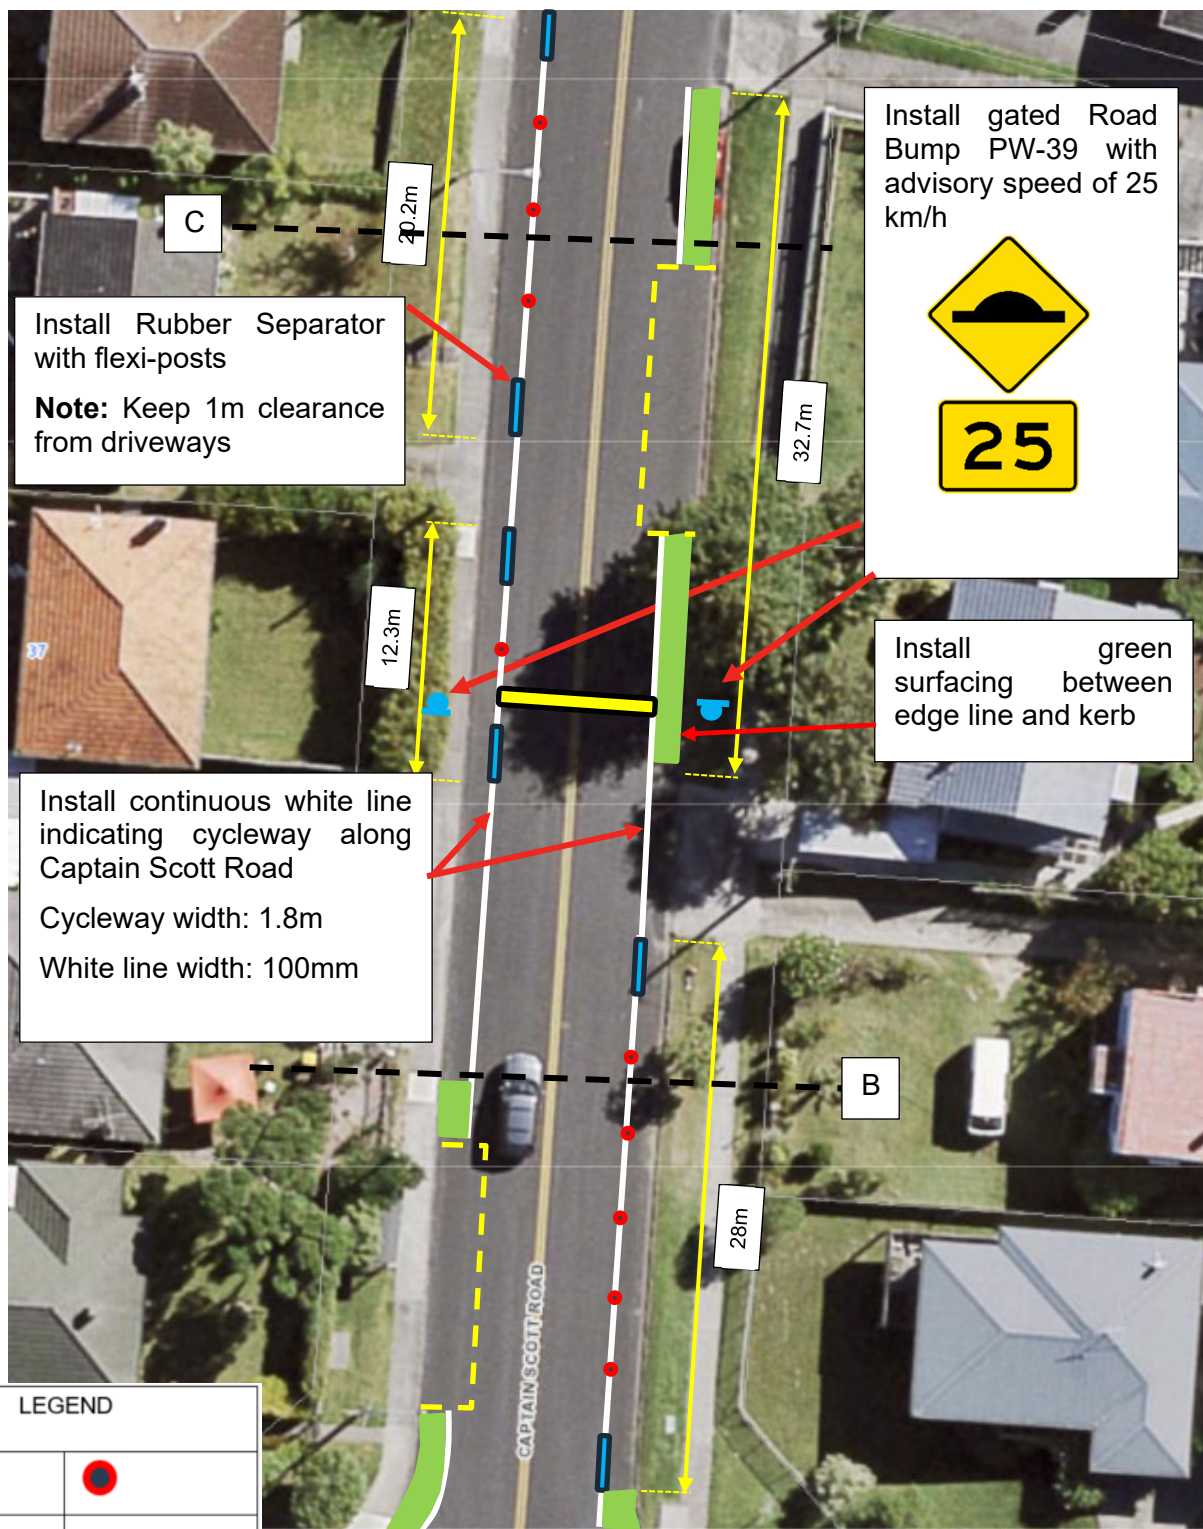 Install gated Road
Bump PW-39 with
advisory speed of 25
km/h
25
20.2m
C
Install Rubber Separator
with flexi-posts
Note: Keep 1m clearance
from driveways
32.7m
12.3m
37
Install green
surfacing between
edge line and kerb
Install continuous white line
indicating cycleway along
Captain Scott Road
Cycleway width: 1.8m
White line width: 100mm
B
28m
CAPTAIN SCOTT ROAD
LEGEND